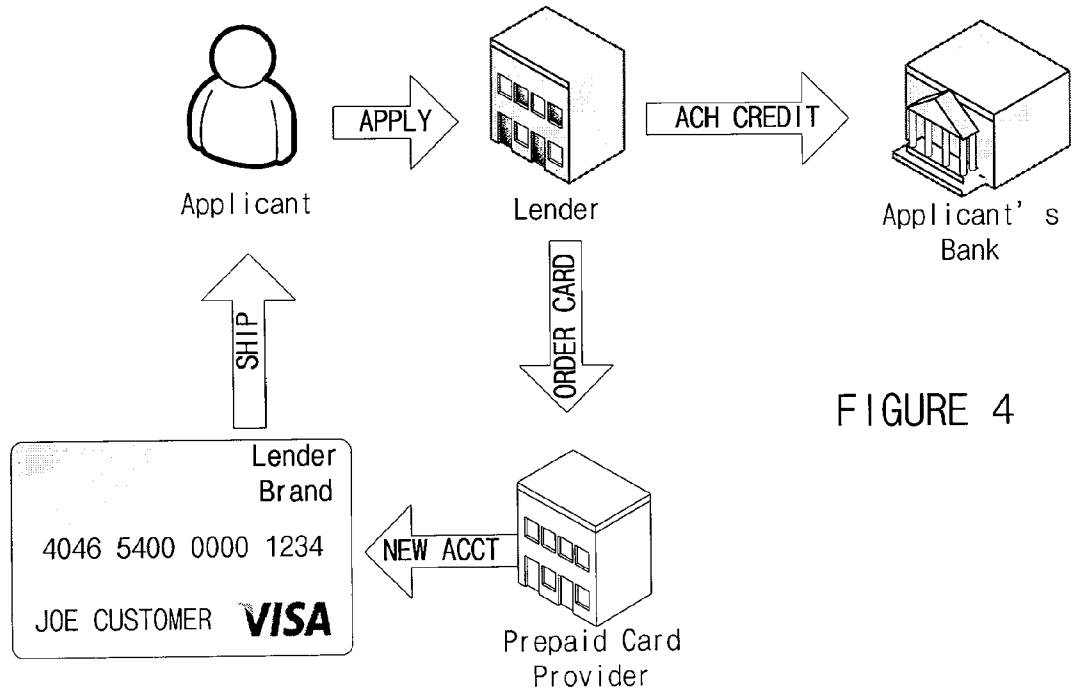 APPLY
ACH CREDIT
Applicant
Lender
Applicant's
Bank
SHIP
ORDER CARD
FIGURE 4
Lender
Brand
4046 5400 0000 1234
JOE CUSTOMER VISA
NEW ACCT
Prepaid Card
Provider